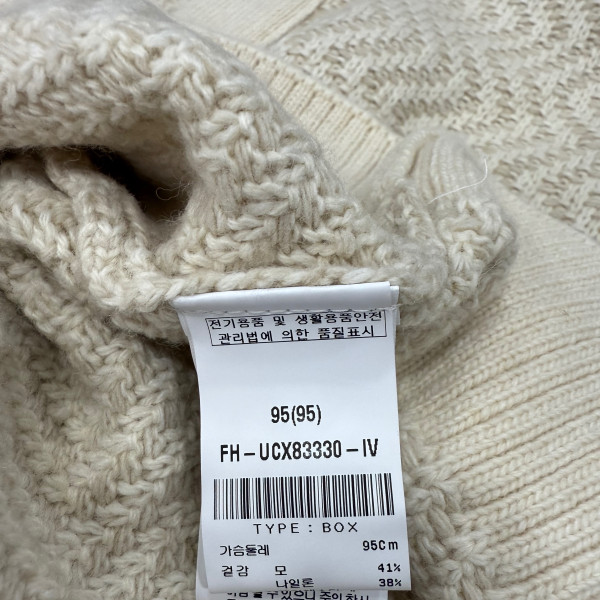 전기용품 및 생활용품안전
관리법에 의한 품질표시
95(95)
FH-UCX83330-IV
TYPE : BOX
가슴둘레 95Cm
겉감 모 41%
나일론 38%